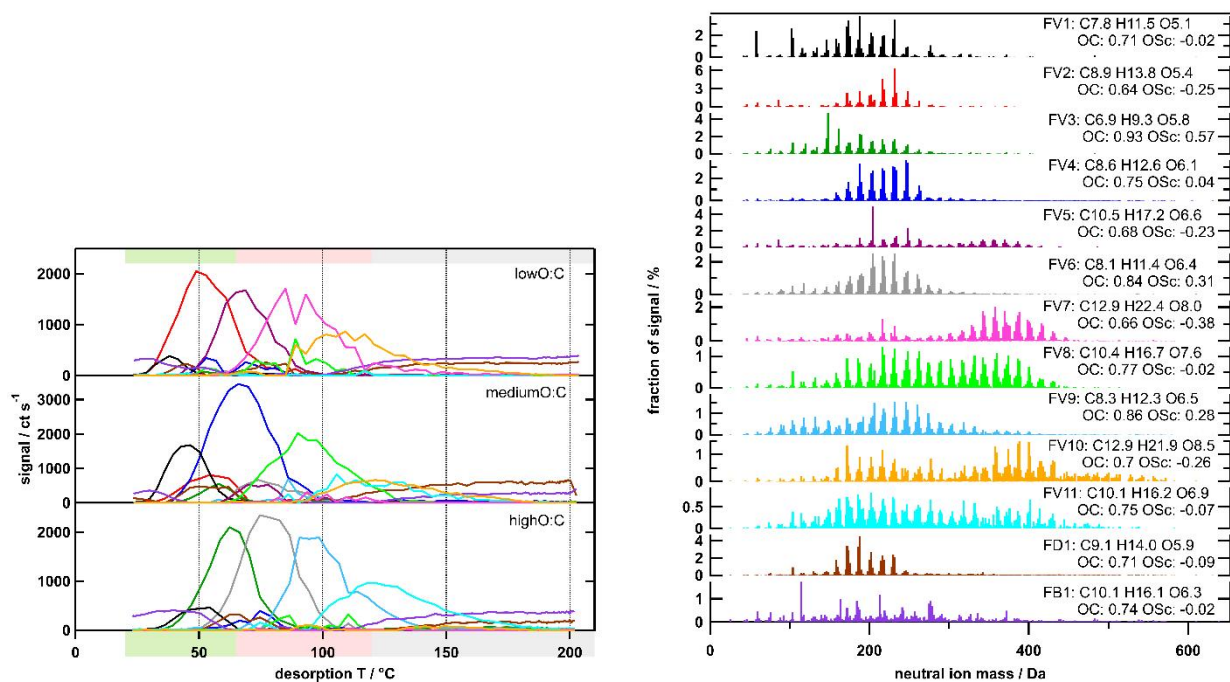 lowO:C
2000
1000
0
mediumO:C
3000
2000
1000
0
highO:C
2000
1000
0
0
50
100
150
200
signal / ct s-1
desorption T / °C
FV1: C7.8 H11.5 O5.1
OC: 0.71 OSc: -0.02
2
0
FV2: C8.9 H13.8 O5.4
OC: 0.64 OSc: -0.25
6
3
0
FV3: C6.9 H9.3 O5.8
OC: 0.93 OSc: 0.57
4
2
0
FV4: C8.6 H12.6 O6.1
OC: 0.75 OSc: 0.04
2
0
FV5: C10.5 H17.2 O6.6
OC: 0.68 OSc: -0.23
4
2
0
FV6: C8.1 H11.4 O6.4
OC: 0.84 OSc: 0.31
2
0
FV7: C12.9 H22.4 O8.0
OC: 0.66 OSc: -0.38
2
1
0
FV8: C10.4 H16.7 O7.6
OC: 0.77 OSc: -0.02
1
0
FV9: C8.3 H12.3 O6.5
OC: 0.86 OSc: 0.28
1
0
FV10: C12.9 H21.9 O8.5
OC: 0.7 OSc: -0.26
1
0
FV11: C10.1 H16.2 O6.9
OC: 0.75 OSc: -0.07
0.5
0
FD1: C9.1 H14.0 O5.9
OC: 0.71 OSc: -0.09
4
2
0
FB1: C10.1 H16.1 O6.3
OC: 0.74 OSc: -0.02
1
0
0
200
400
600
fraction of signal / %
neutral ion mass / Da